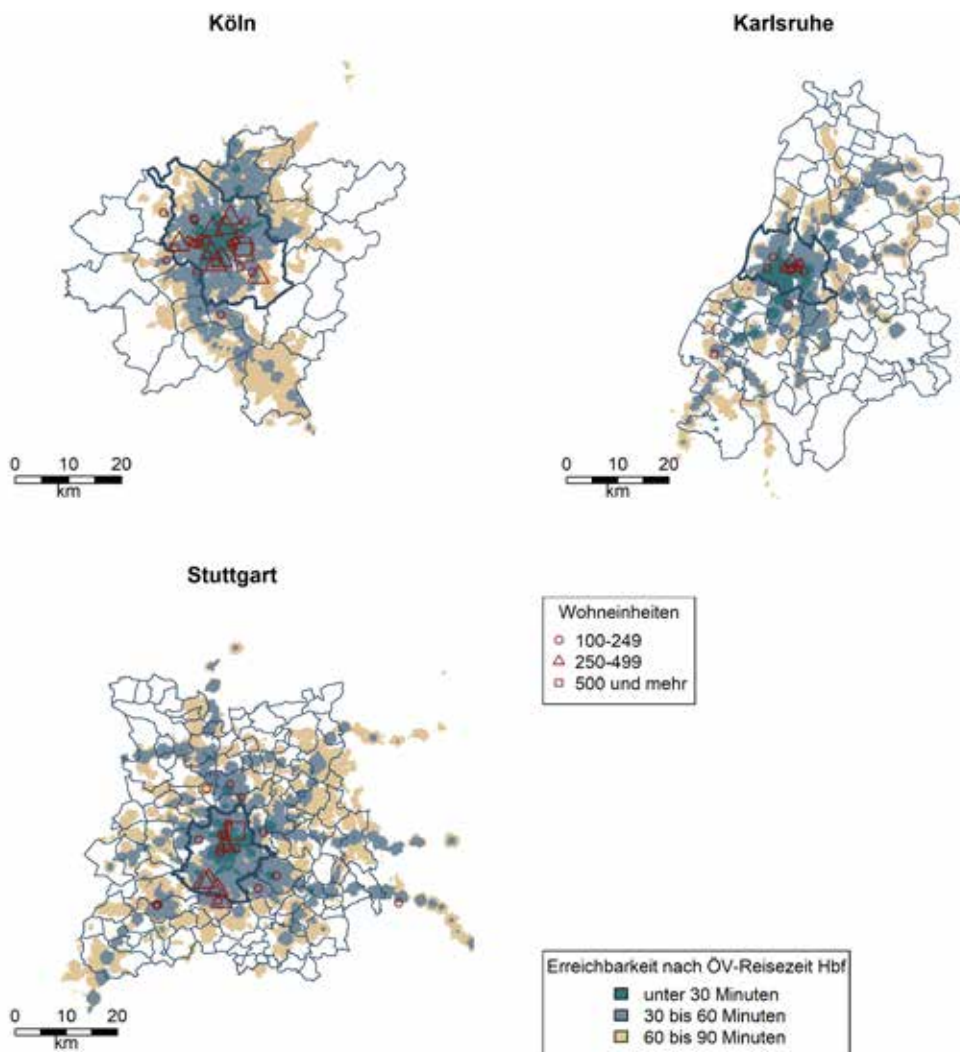 Köln
Karlsruhe
0 10 20
km
0 10 20
km
Stuttgart
Wohneinheiten
100-249
250-499
500 und mehr
0 10 20
km
Erreichbarkeit nach ÖV-Reisezeit Hbf
unter 30 Minuten
30 bis 60 Minuten
60 bis 90 Minuten